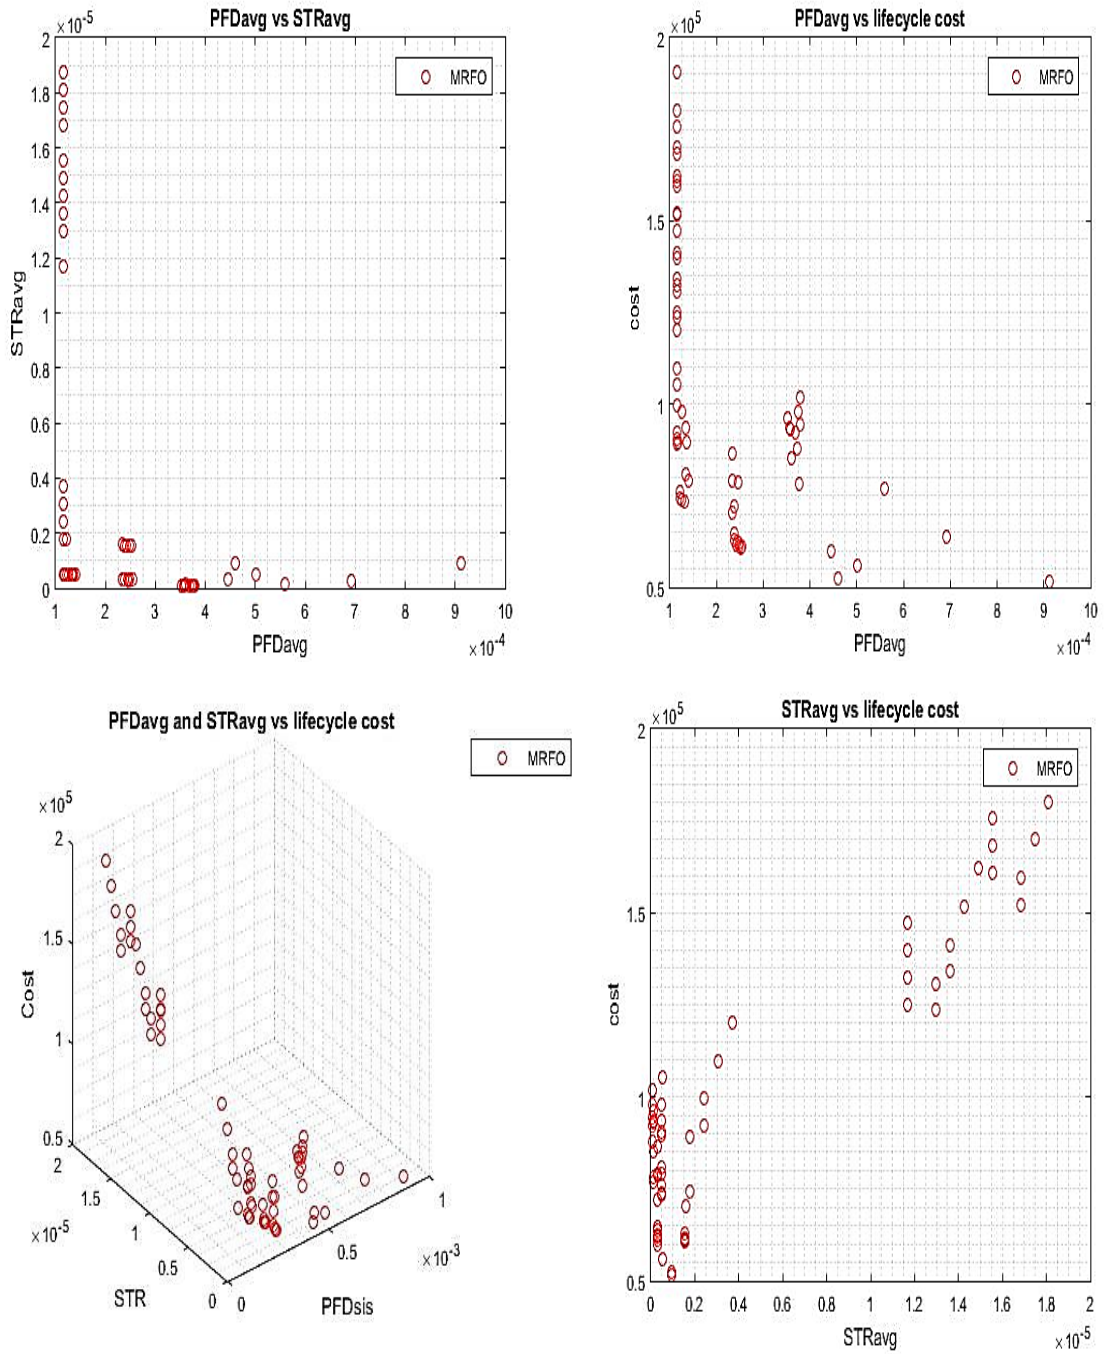 PFDavg vs STRavg
×10⁻⁵
MRFO
2
1.8
1.6
1.4
1.2
1
0.8
0.6
0.4
0.2
0
STRavg
1 2 3 4 5 6 7 8 9 10
PFDavg
×10⁻⁴
PFDavg vs lifecycle cost
×10⁵
MRFO
2
1.5
1
0.5
cost
1 2 3 4 5 6 7 8 9 10
PFDavg
×10⁻⁴
PFDavg and STRavg vs lifecycle cost
MRFO
×10⁵
2
1.5
1
0.5
Cost
2
1.5
1
0.5
0
×10⁻⁵
STR
0
0.5
1
×10⁻³
PFDsis
STRavg vs lifecycle cost
×10⁵
MRFO
2
1.5
1
0.5
cost
0 0.2 0.4 0.6 0.8 1 1.2 1.4 1.6 1.8 2
STRavg
×10⁻⁵